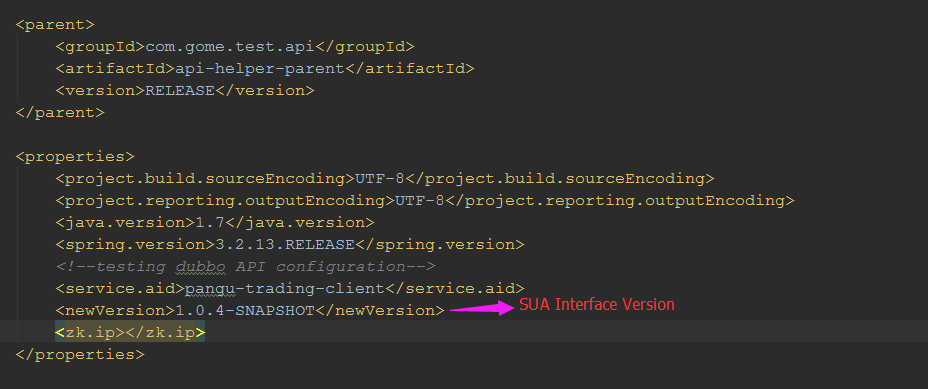 <parent>
<groupId>com.gome.test.api</groupId>
<artifactId>api-helper-parent</artifactId>
<version>RELEASE</version>
</parent>
<properties>
<project.build.sourceEncoding>UTF-8</project.build.sourceEncoding>
<project.reporting.outputEncoding>UTF-8</project.reporting.outputEncoding>
<java.version>1.7</java.version>
<spring.version>3.2.13.RELEASE</spring.version>
<!--testing dubbo API configuration-->
<service.aid>pangu-trading-client</service.aid>
<newVersion>1.0.4-SNAPSHOT</newVersion> SUA Interface Version
<zk.ip></zk.ip>
</properties>